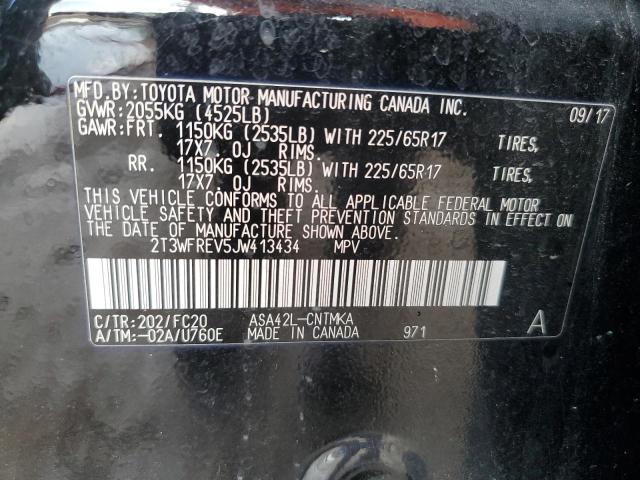 MFD.BY:TOYOTA MOTOR MANUFACTURING CANADA INC. 09/17
GVWR:2055KG (4525LB)
GAWR:FRT. 1150KG (2535LB) WITH 225/65R17 TIRES,
17X7.0J RIMS.
RR. 1150KG (2535LB) WITH 225/65R17 TIRES,
17X7.0J RIMS.
THIS VEHICLE CONFORMS TO ALL APPLICABLE FEDERAL MOTOR
VEHICLE SAFETY AND THEFT PREVENTION STANDARDS IN EFFECT ON
THE DATE OF MANUFACTURE SHOWN ABOVE.
2T3WFREV5JW413434 MPV
C/TR:202/FC20 ASA42L-CNTMKA A
A/TM:-02A/U760E MADE IN CANADA 971